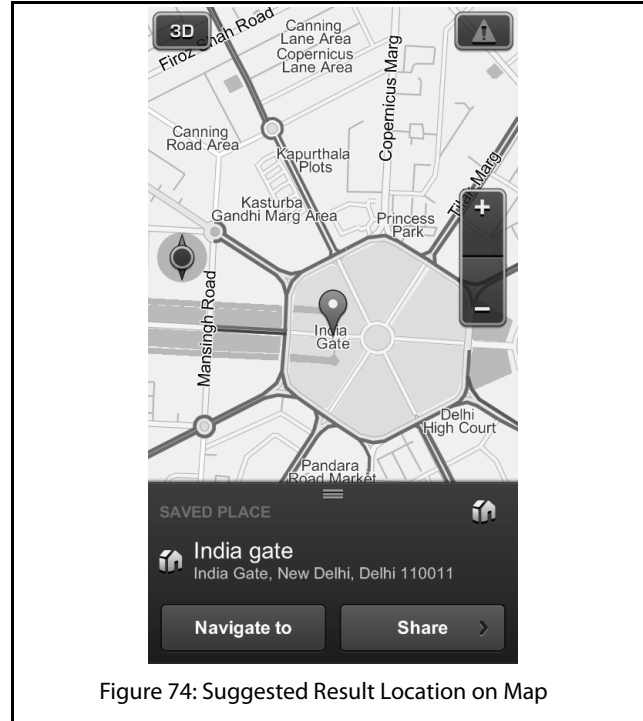 3D
Firoz Shah Road
Canning
Lane Area
Copernicus
Lane Area
Copernicus Marg
Canning
Road Area
Kapurthala
Plots
Tilak Marg
Kasturba
Gandhi Marg Area
Princess
Park
+
Mansingh Road
India
Gate
–
Delhi
High Court
Pandara
Road Market
SAVED PLACE
India gate
India Gate, New Delhi, Delhi 110011
Navigate to
Share
Figure 74: Suggested Result Location on Map